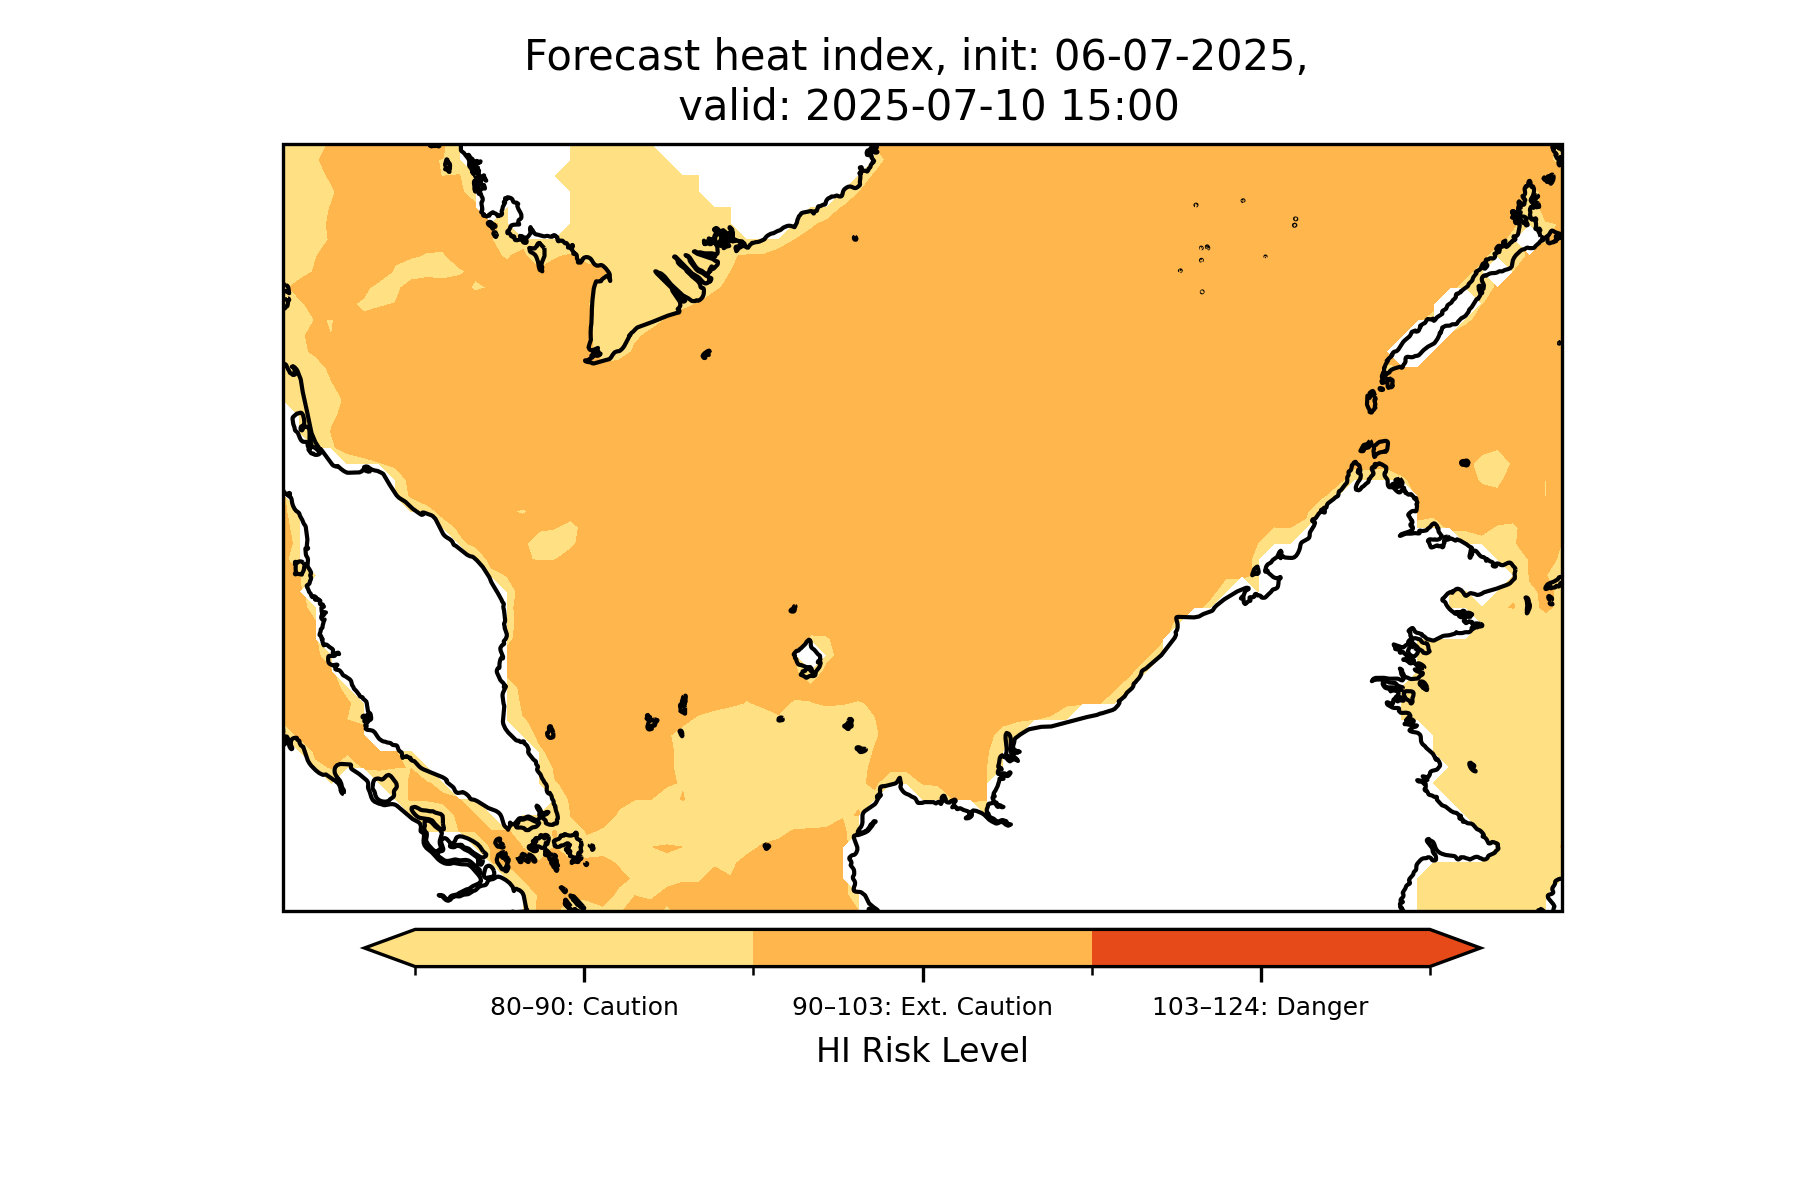 Forecast heat index, init: 06-07-2025,
valid: 2025-07-10 15:00
80–90: Caution
90–103: Ext. Caution
103–124: Danger
HI Risk Level